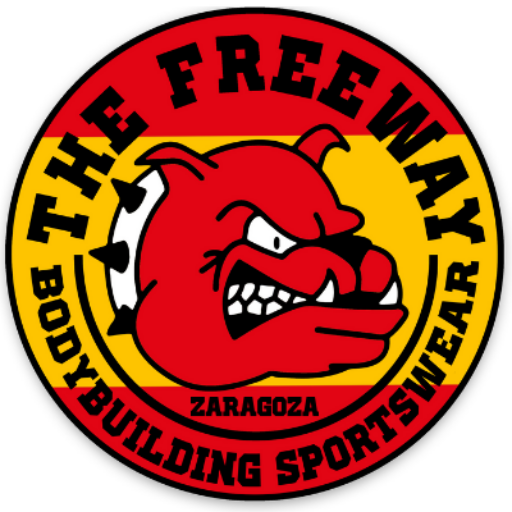 THE FREEWAY
ZARAGOZA
BODYBUILDING SPORTSWEAR